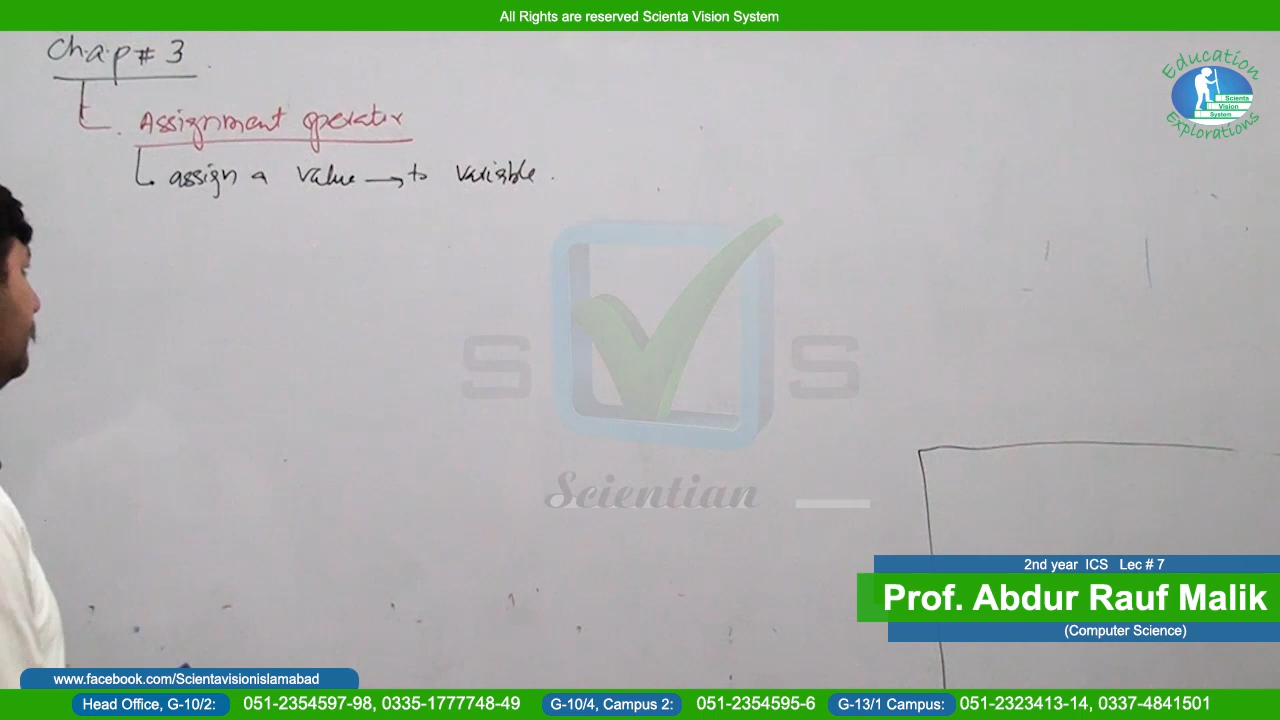 All Rights are reserved Scienta Vision System
Chap # 3
Assignment operator
assign a value → to variable.
Education
Scienta
Vision
System
Explorations
S V S
Scientian
2nd year ICS Lec # 7
Prof. Abdur Rauf Malik
(Computer Science)
www.facebook.com/Scientavisionislamabad
Head Office, G-10/2: 051-2354597-98, 0335-1777748-49 G-10/4, Campus 2: 051-2354595-6 G-13/1 Campus: 051-2323413-14, 0337-4841501